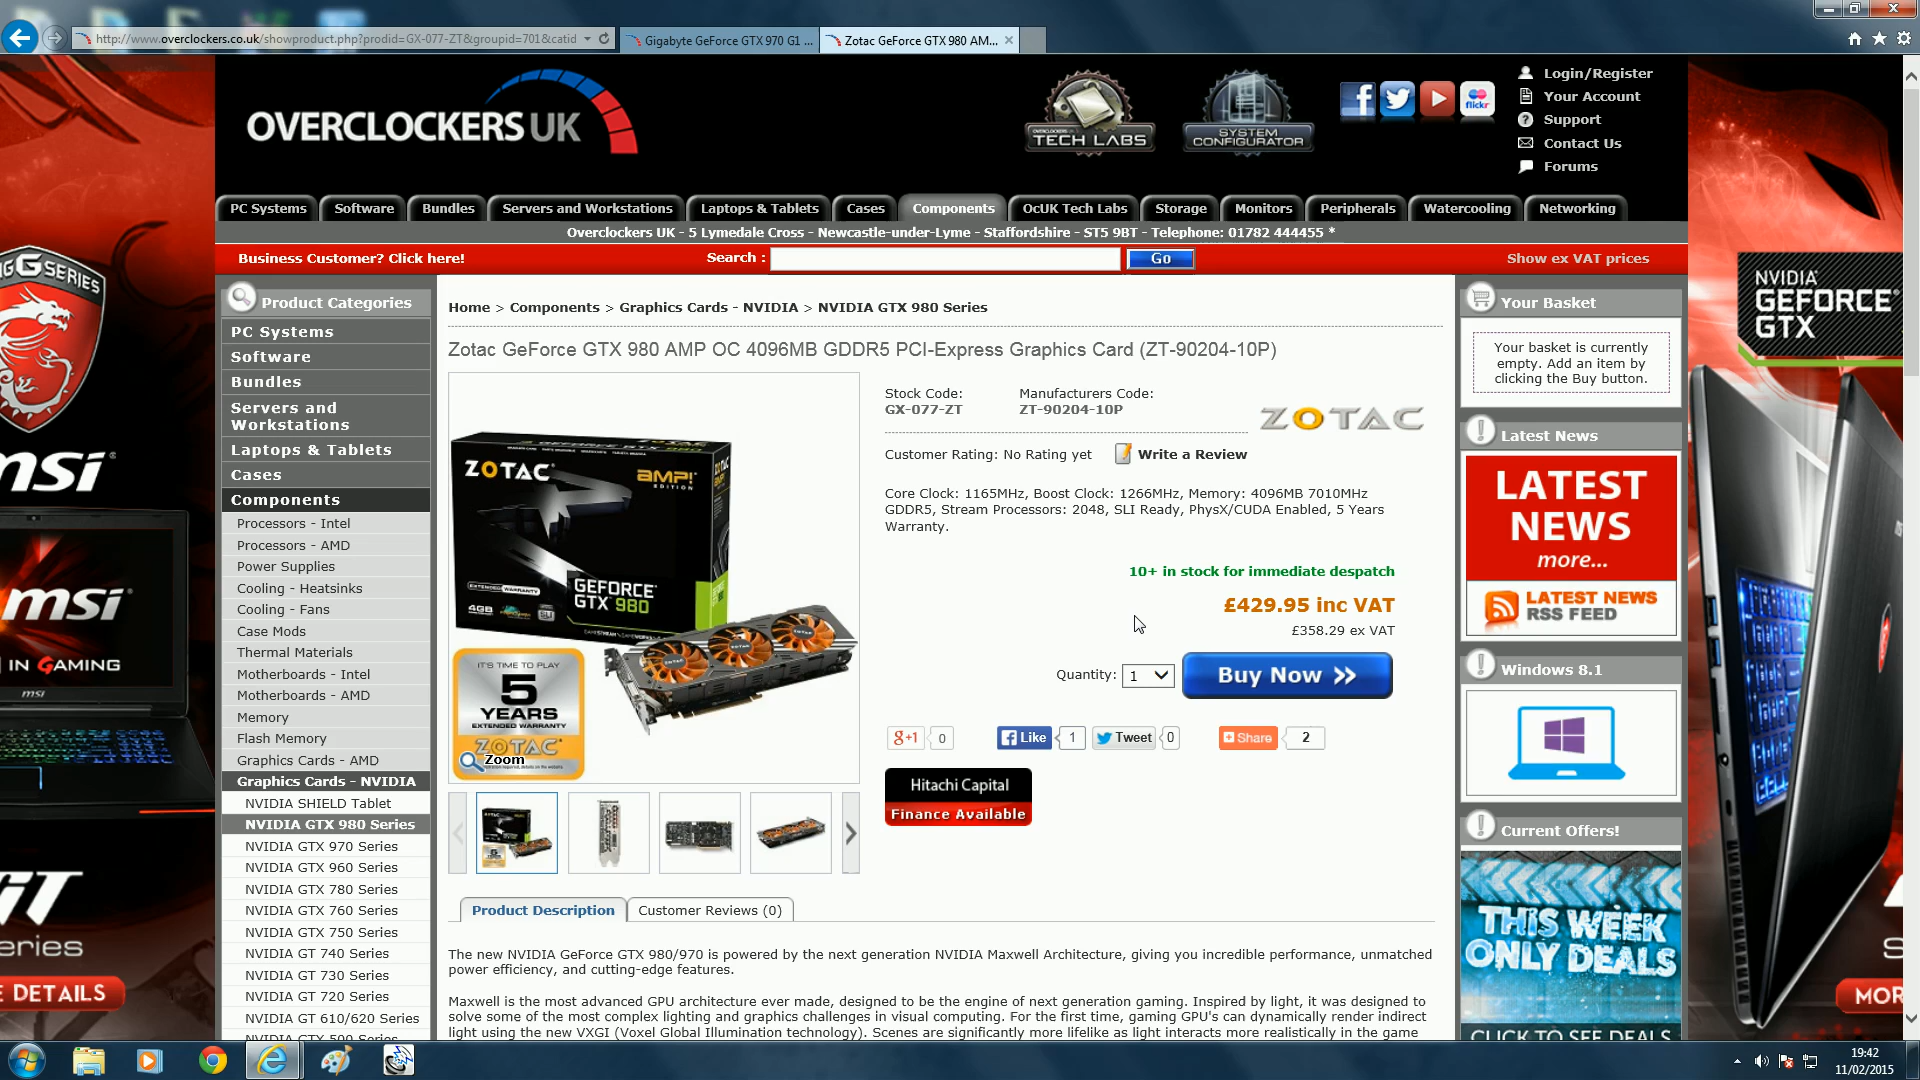 http://www.overclockers.co.uk/showproduct.php?prodid=GX-077-ZT&groupid=701&catid
Gigabyte GeForce GTX 970 G1 ...
Zotac GeForce GTX 980 AM...
OVERCLOCKERS UK
OVERCLOCKERS UK
TECH LABS
SYSTEM
CONFIGURATOR
flickr
Login/Register
Your Account
Support
Contact Us
Forums
PC Systems
Software
Bundles
Servers and Workstations
Laptops & Tablets
Cases
Components
OcUK Tech Labs
Storage
Monitors
Peripherals
Watercooling
Networking
Overclockers UK - 5 Lymedale Cross - Newcastle-under-Lyme - Staffordshire - ST5 9BT - Telephone: 01782 444455 *
Business Customer? Click here!
Search :
Go
Show ex VAT prices
Product Categories
PC Systems
Software
Bundles
Servers and
Workstations
Laptops & Tablets
Cases
Components
Processors - Intel
Processors - AMD
Power Supplies
Cooling - Heatsinks
Cooling - Fans
Case Mods
Thermal Materials
Motherboards - Intel
Motherboards - AMD
Memory
Flash Memory
Graphics Cards - AMD
Graphics Cards - NVIDIA
NVIDIA SHIELD Tablet
NVIDIA GTX 980 Series
NVIDIA GTX 970 Series
NVIDIA GTX 960 Series
NVIDIA GTX 780 Series
NVIDIA GTX 760 Series
NVIDIA GTX 750 Series
NVIDIA GT 740 Series
NVIDIA GT 730 Series
NVIDIA GT 720 Series
NVIDIA GT 610/620 Series
NVIDIA GTX 500 Series
Home > Components > Graphics Cards - NVIDIA > NVIDIA GTX 980 Series
Zotac GeForce GTX 980 AMP OC 4096MB GDDR5 PCI-Express Graphics Card (ZT-90204-10P)
ZOTAC
AMP!
EDITION
EXTENDED WARRANTY
4GB
GEFORCE
GTX 980
IT'S TIME TO PLAY
5
YEARS
EXTENDED WARRANTY
ZOTAC
Zoom
Stock Code:
GX-077-ZT
Manufacturers Code:
ZT-90204-10P
ZOTAC
Customer Rating: No Rating yet
Write a Review
Core Clock: 1165MHz, Boost Clock: 1266MHz, Memory: 4096MB 7010MHz
GDDR5, Stream Processors: 2048, SLI Ready, PhysX/CUDA Enabled, 5 Years
Warranty.
10+ in stock for immediate despatch
£429.95 inc VAT
£358.29 ex VAT
Quantity: 1
Buy Now
g+1 0
Like 1
Tweet 0
Share 2
Hitachi Capital
Finance Available
Product Description
Customer Reviews (0)
The new NVIDIA GeForce GTX 980/970 is powered by the next generation NVIDIA Maxwell Architecture, giving you incredible performance, unmatched
power efficiency, and cutting-edge features.
Maxwell is the most advanced GPU architecture ever made, designed to be the engine of next generation gaming. Inspired by light, it was designed to
solve some of the most complex lighting and graphics challenges in visual computing. For the first time, gaming GPU's can dynamically render indirect
light using the new VXGI (Voxel Global Illumination technology). Scenes are significantly more lifelike as light interacts more realistically in the game
Your Basket
Your basket is currently
empty. Add an item by
clicking the Buy button.
Latest News
LATEST
NEWS
more...
LATEST NEWS
RSS FEED
Windows 8.1
Current Offers!
THIS WEEK
ONLY DEALS
CLICK TO SEE DEALS
G SERIES
msi
msi
IN GAMING
msi
eries
E DETAILS
NVIDIA
GEFORCE
GTX
MOR
19:42
11/02/2015